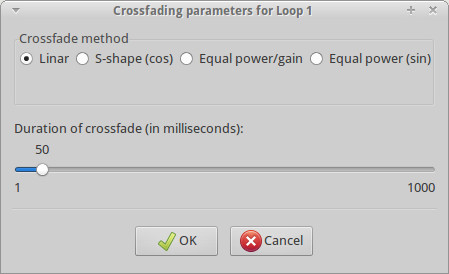 Crossfading parameters for Loop 1
Crossfade method
Linar S-shape (cos) Equal power/gain Equal power (sin)
Duration of crossfade (in milliseconds):
50
1 1000
OK Cancel